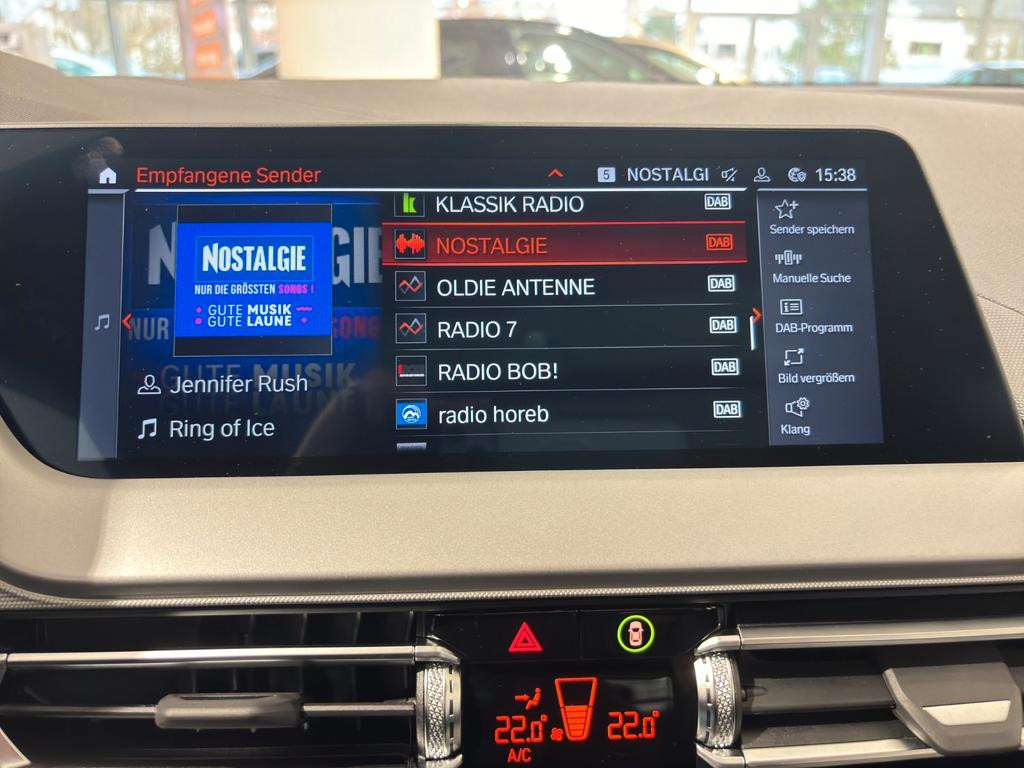 Empfangene Sender
5 NOSTALGI 15:38
NOSTALGIE
NUR DIE GRÖSSTEN SONGS!
GUTE MUSIK
GUTE LAUNE
Jennifer Rush
Ring of Ice
KLASSIK RADIO DAB
NOSTALGIE DAB
OLDIE ANTENNE DAB
RADIO 7 DAB
RADIO BOB! DAB
radio horeb DAB
Sender speichern
Manuelle Suche
DAB-Programm
Bild vergrößern
Klang
22.0° 22.0°
A/C